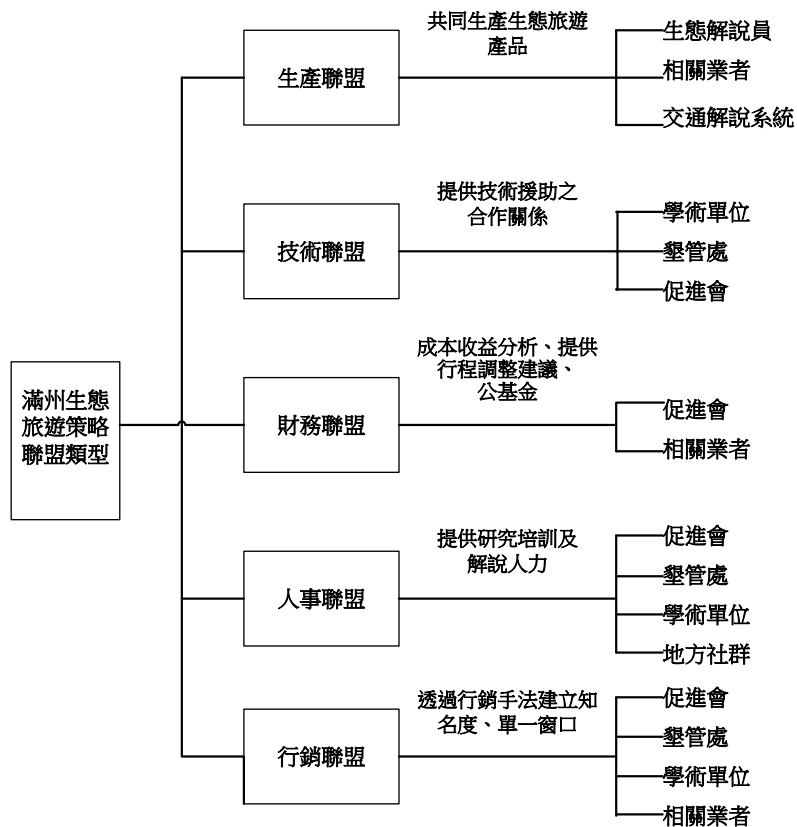 滿州生態
旅遊策略
聯盟類型
生產聯盟
共同生產生態旅遊
產品
生態解說員
相關業者
交通解說系統
技術聯盟
提供技術援助之
合作關係
學術單位
墾管處
促進會
財務聯盟
成本收益分析、提供
行程調整建議、
公基金
促進會
相關業者
人事聯盟
提供研究培訓及
解說人力
促進會
墾管處
學術單位
地方社群
行銷聯盟
透過行銷手法建立知
名度、單一窗口
促進會
墾管處
學術單位
相關業者